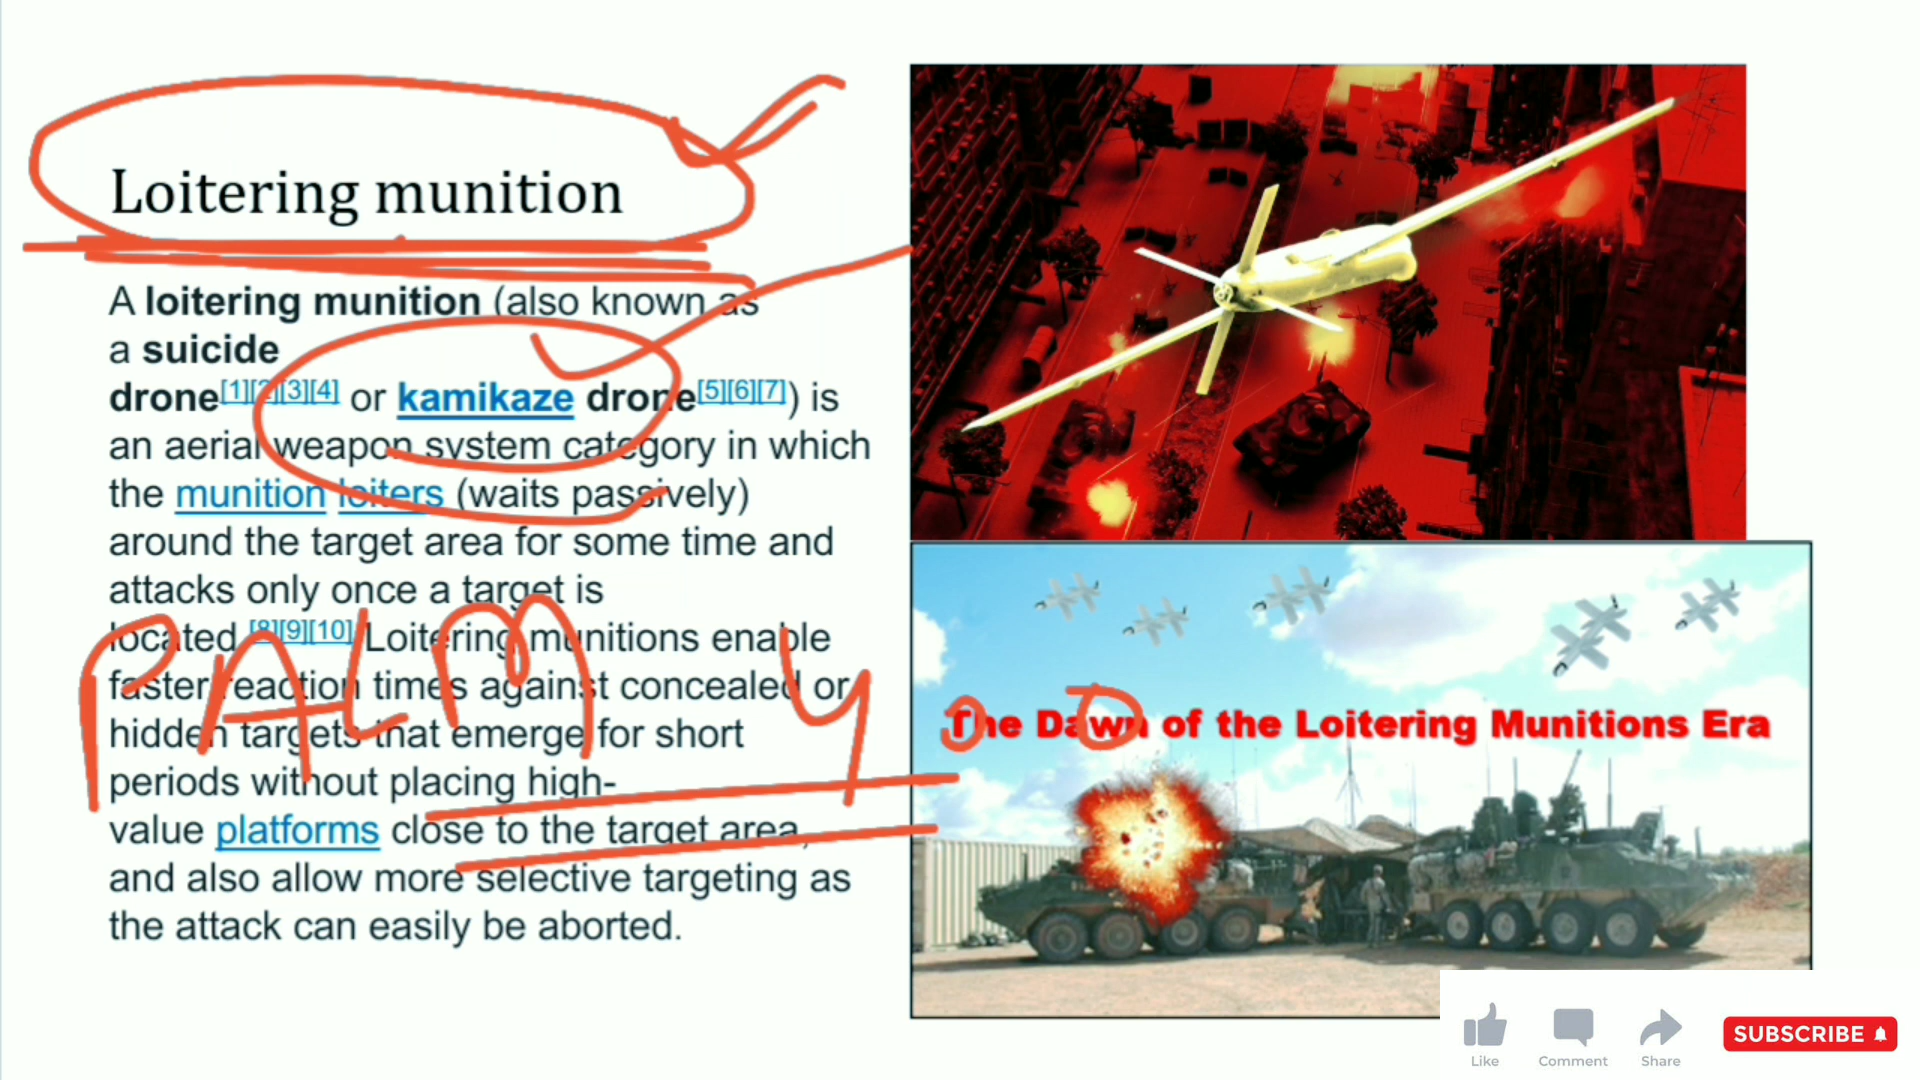 Loitering munition
A loitering munition (also known as
a suicide
drone[1][2][3][4] or kamikaze drone[5][6][7]) is
an aerial weapon system category in which
the munition loiters (waits passively)
around the target area for some time and
attacks only once a target is
located.[8][9][10] Loitering munitions enable
faster reaction times against concealed or
hidden targets that emerge for short
periods without placing high-
value platforms close to the target area,
and also allow more selective targeting as
the attack can easily be aborted.
PALM 4
The Dawn of the Loitering Munitions Era
Like
Comment
Share
SUBSCRIBE